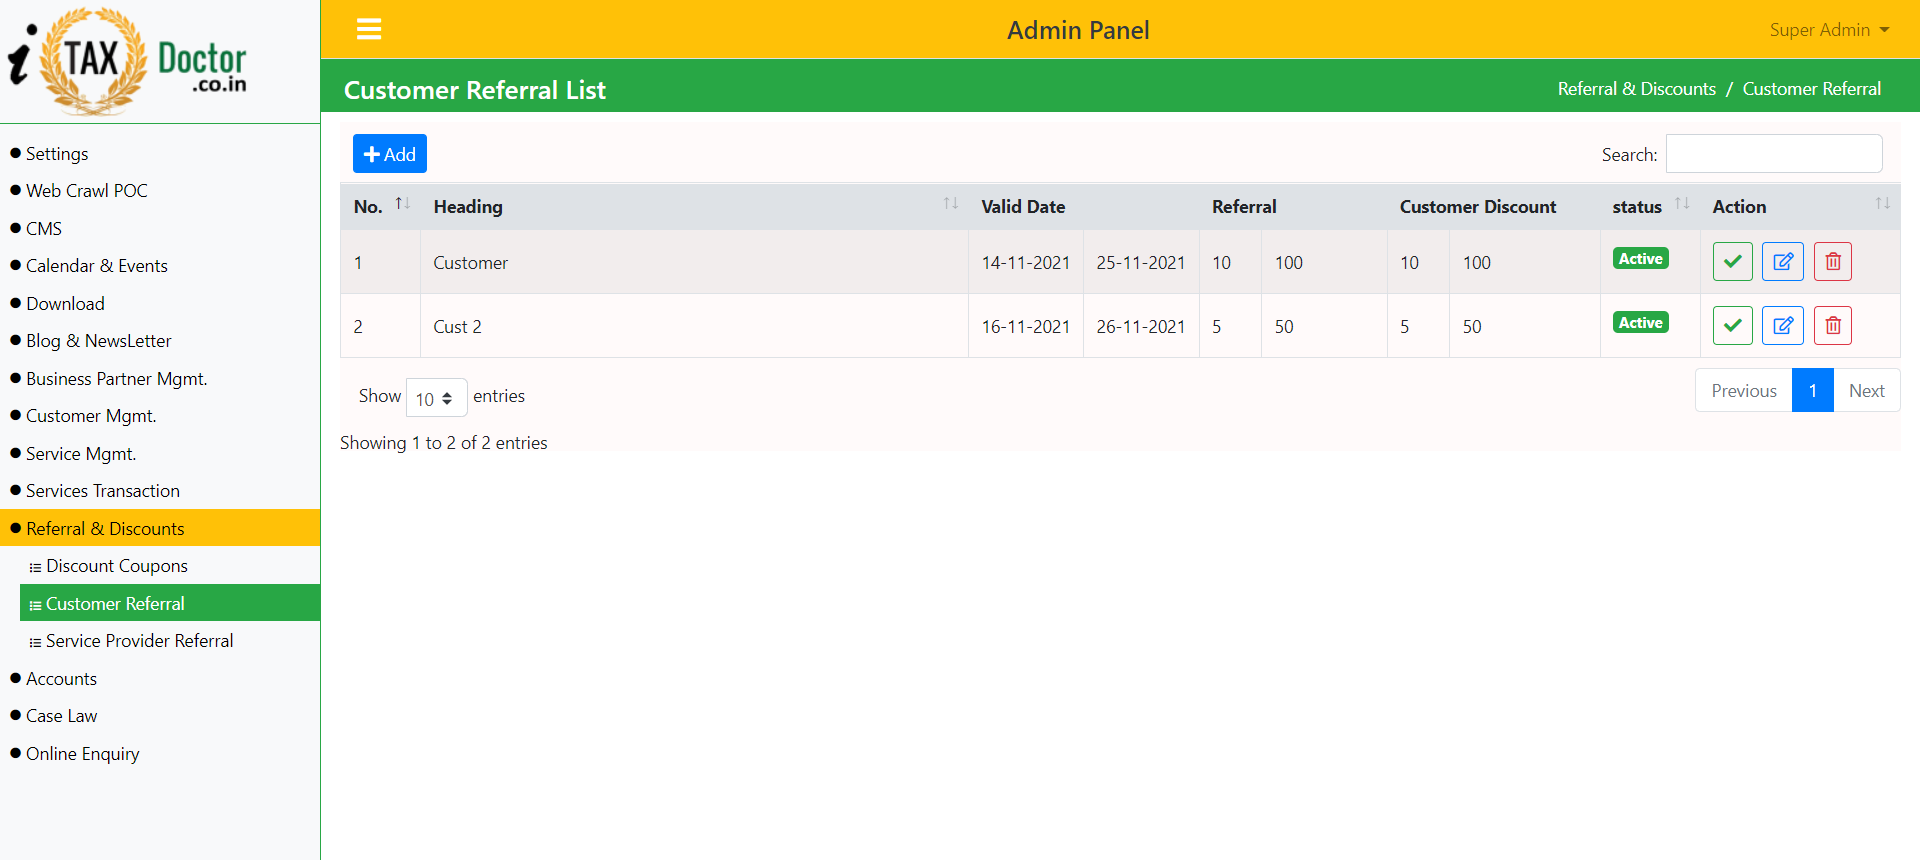 i TAX Doctor
.co.in
Admin Panel
Super Admin
Customer Referral List
Referral & Discounts / Customer Referral
Settings
Web Crawl POC
CMS
Calendar & Events
Download
Blog & NewsLetter
Business Partner Mgmt.
Customer Mgmt.
Service Mgmt.
Services Transaction
Referral & Discounts
Discount Coupons
Customer Referral
Service Provider Referral
Accounts
Case Law
Online Enquiry
Add
Search:
No. Heading Valid Date Referral Customer Discount status Action
1 Customer 14-11-2021 25-11-2021 10 100 10 100 Active
2 Cust 2 16-11-2021 26-11-2021 5 50 5 50 Active
Show 10 entries
Previous 1 Next
Showing 1 to 2 of 2 entries